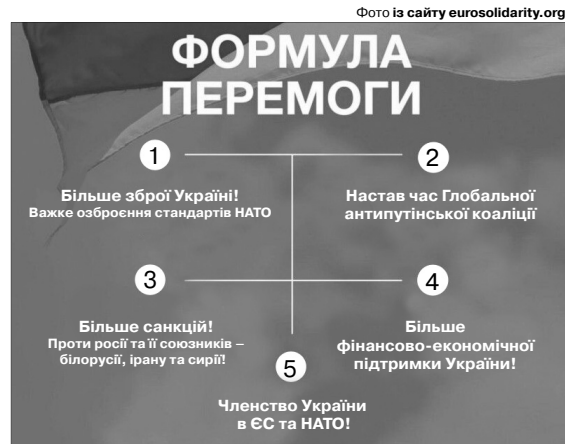 Фото із сайту eurosolidarity.org
ФОРМУЛА
ПЕРЕМОГИ
1
Більше зброї Україні!
Важке озброєння стандартів НАТО
2
Настав час Глобальної
антипутінської коаліції
3
Більше санкцій!
Проти росії та її союзників –
білорусії, ірану та сирії!
4
Більше
фінансово-економічної
підтримки України!
5
Членство України
в ЄС та НАТО!